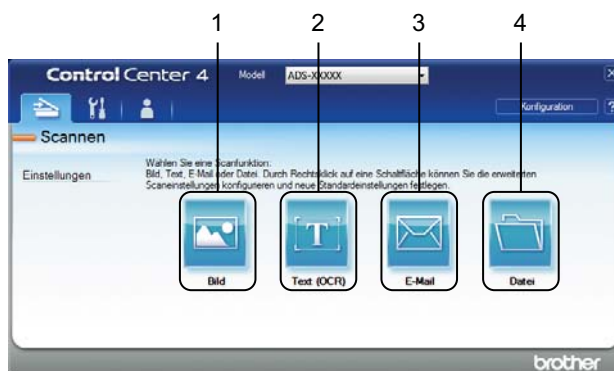 1 2 3 4
Control Center 4 Modell ADS-XXXXX
Konfiguration ?
Scannen
Wählen Sie eine Scanfunktion:
Einstellungen Bild, Text, E-Mail oder Datei. Durch Rechtsklick auf eine Schaltfläche können Sie die erweiterten
Scaneinstellungen konfigurieren und neue Standardeinstellungen festlegen.
T
Bild Text (OCR) E-Mail Datei
brother